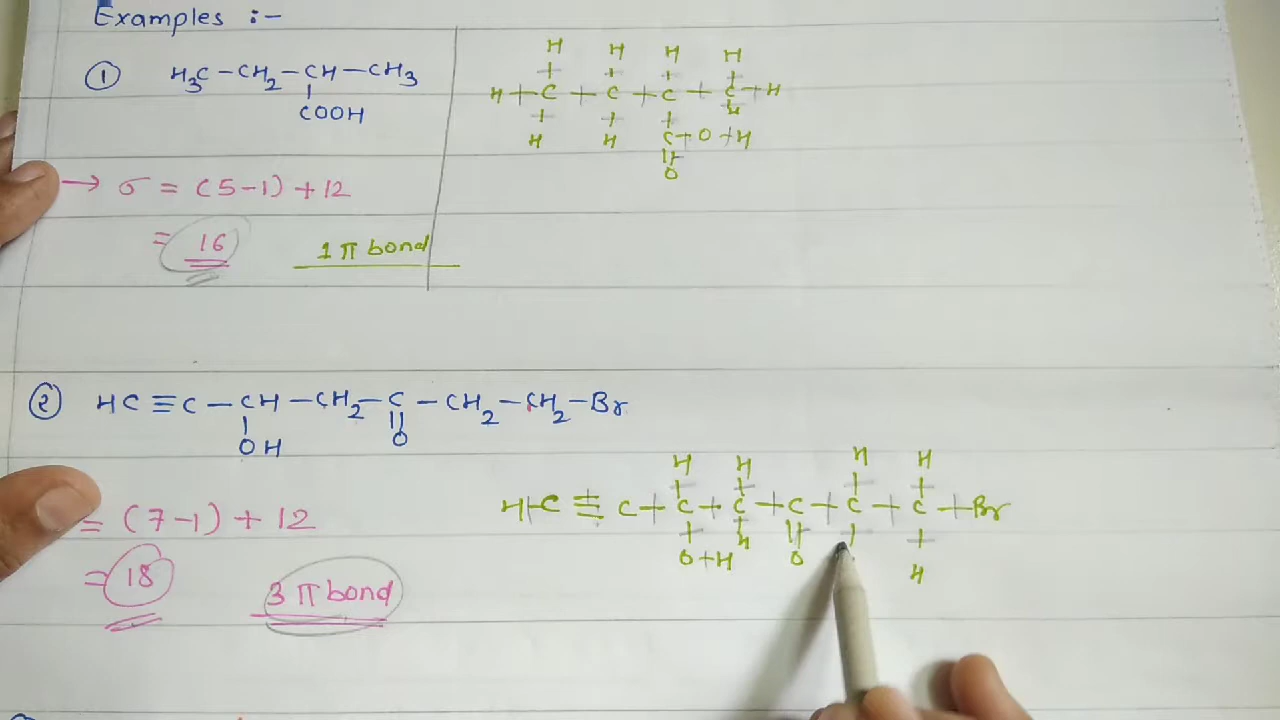 Examples :-
① H₃C – CH₂ – CH – CH₃
COOH
H H H H
H – C – C – C – C – H
H H C – O – H H
O
→ σ = (5-1) + 12
= 16 1 π bond
② HC ≡ C – CH – CH₂ – C – CH₂ – CH₂ – Br
OH O
H H H H
H – C ≡ C – C – C – C – C – C – Br
O – H H O H
= (7-1) + 12
= 18 3 π bond